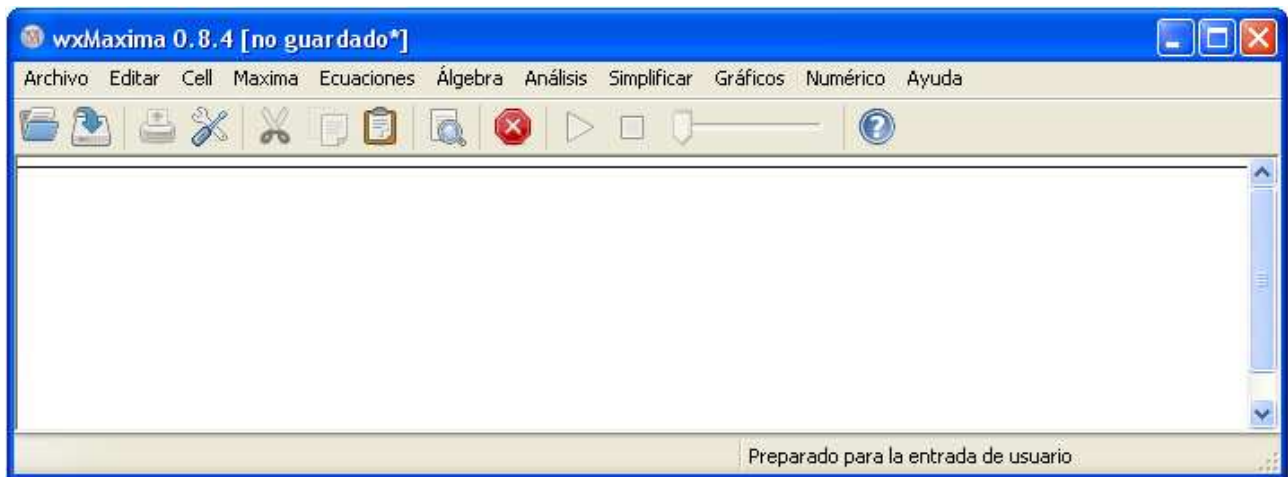 wxMaxima 0.8.4 [no guardado*]
Archivo Editar Cell Maxima Ecuaciones Álgebra Análisis Simplificar Gráficos Numérico Ayuda
Preparado para la entrada de usuario